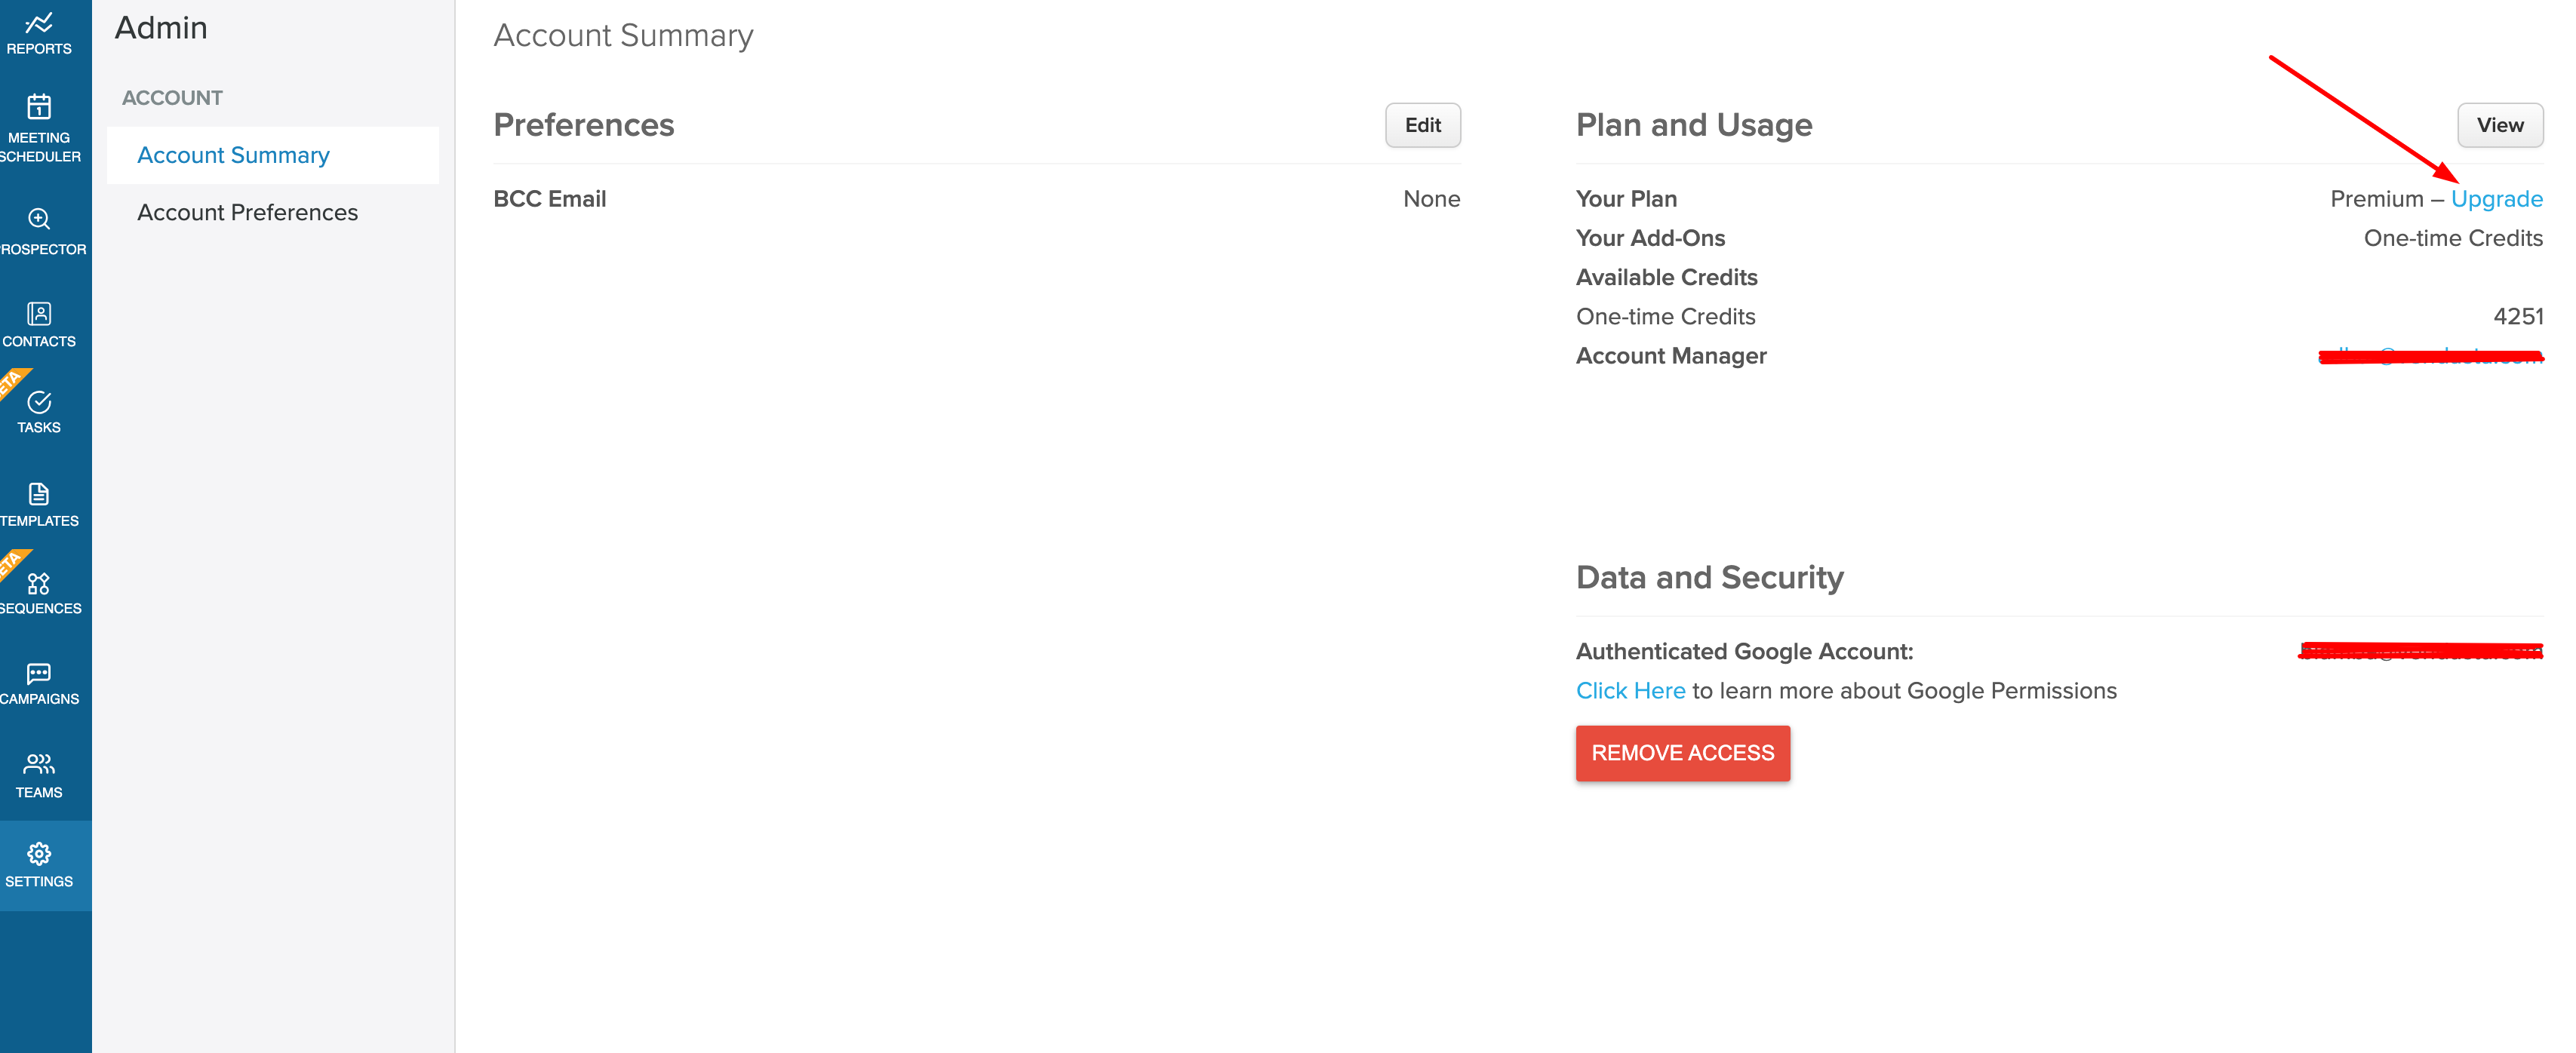 REPORTS
MEETING
SCHEDULER
ROSPECTOR
CONTACTS
ETA
TASKS
TEMPLATES
ETA
SEQUENCES
CAMPAIGNS
TEAMS
SETTINGS
Admin
ACCOUNT
Account Summary
Account Preferences
Account Summary
Preferences
Edit
BCC Email
None
Plan and Usage
View
Your Plan
Premium – Upgrade
Your Add-Ons
One-time Credits
Available Credits
One-time Credits
4251
Account Manager
Data and Security
Authenticated Google Account:
Click Here to learn more about Google Permissions
REMOVE ACCESS